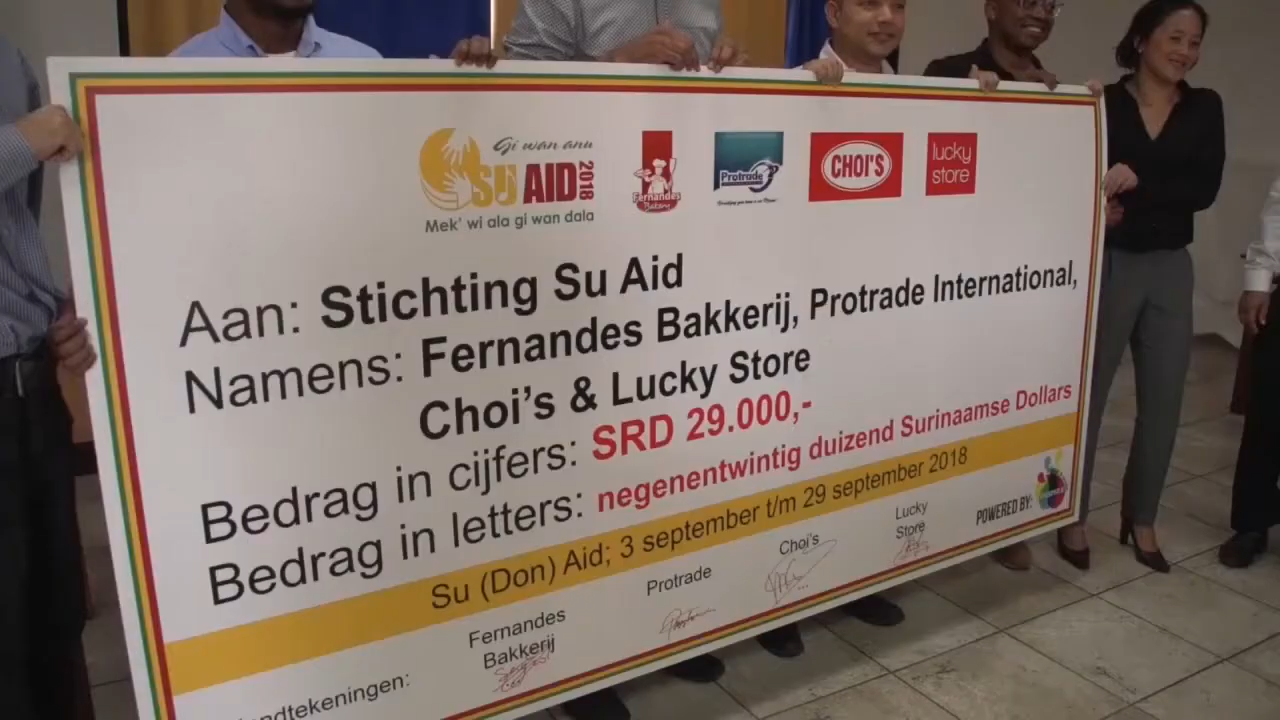 Gi wan anu
SU AID 2018
Mek' wi ala gi wan dala
Fernandes
Bakery
Protrade
CHOI'S
lucky
store
Aan: Stichting Su Aid
Namens: Fernandes Bakkerij, Protrade International,
Choi's & Lucky Store
Bedrag in cijfers: SRD 29.000,-
Bedrag in letters: negenentwintig duizend Surinaamse Dollars
Su (Don) Aid; 3 september t/m 29 september 2018
POWERED BY:
Fernandes
Bakkerij
Protrade
Choi's
Lucky
Store
ndtekeningen: